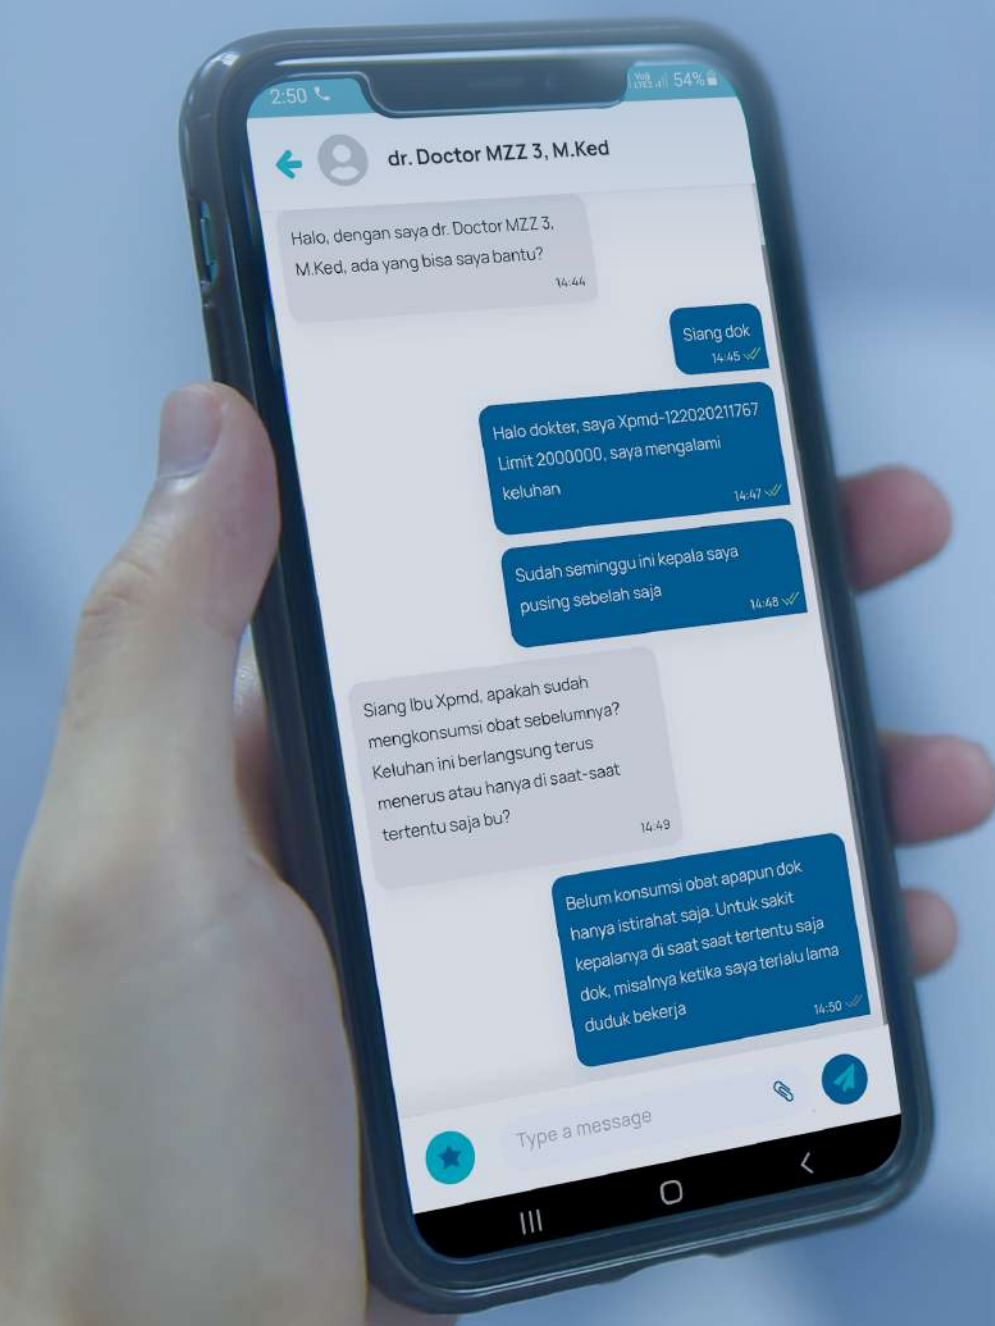 2:50
54%
dr. Doctor MZZ 3, M.Ked
Halo, dengan saya dr. Doctor MZZ 3,
M.Ked, ada yang bisa saya bantu?
14:44
Siang dok
14:45
Halo dokter, saya Xpmd-122020211767
Limit 2000000, saya mengalami
keluhan
14:47
Sudah seminggu ini kepala saya
pusing sebelah saja
14:48
Siang Ibu Xpmd, apakah sudah
mengkonsumsi obat sebelumnya?
Keluhan ini berlangsung terus
menerus atau hanya di saat-saat
tertentu saja bu?
14:49
Belum konsumsi obat apapun dok
hanya istirahat saja. Untuk sakit
kepalanya di saat saat tertentu saja
dok, misalnya ketika saya terlalu lama
duduk bekerja
14:50
Type a message